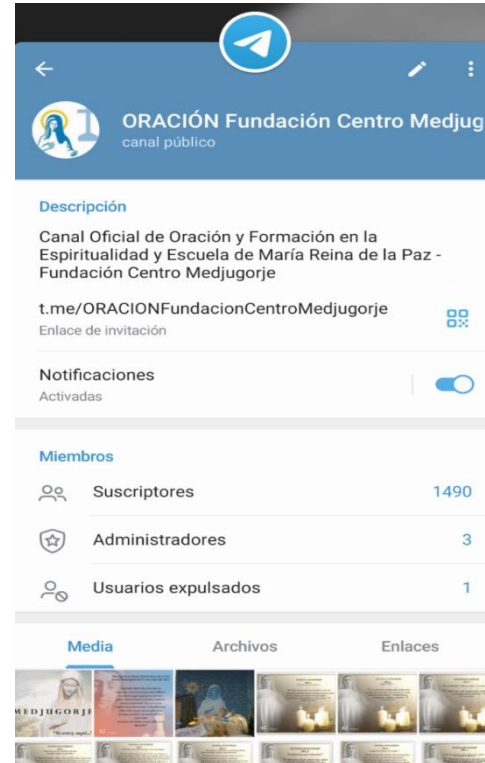 ORACIÓN Fundación Centro Medjug
canal público
Descripción
Canal Oficial de Oración y Formación en la
Espiritualidad y Escuela de María Reina de la Paz -
Fundación Centro Medjugorje
t.me/ORACIONFundacionCentroMedjugorje
Enlace de invitación
Notificaciones
Activadas
Miembros
Suscriptores 1490
Administradores 3
Usuarios expulsados 1
Media Archivos Enlaces
MEDJUGORJE